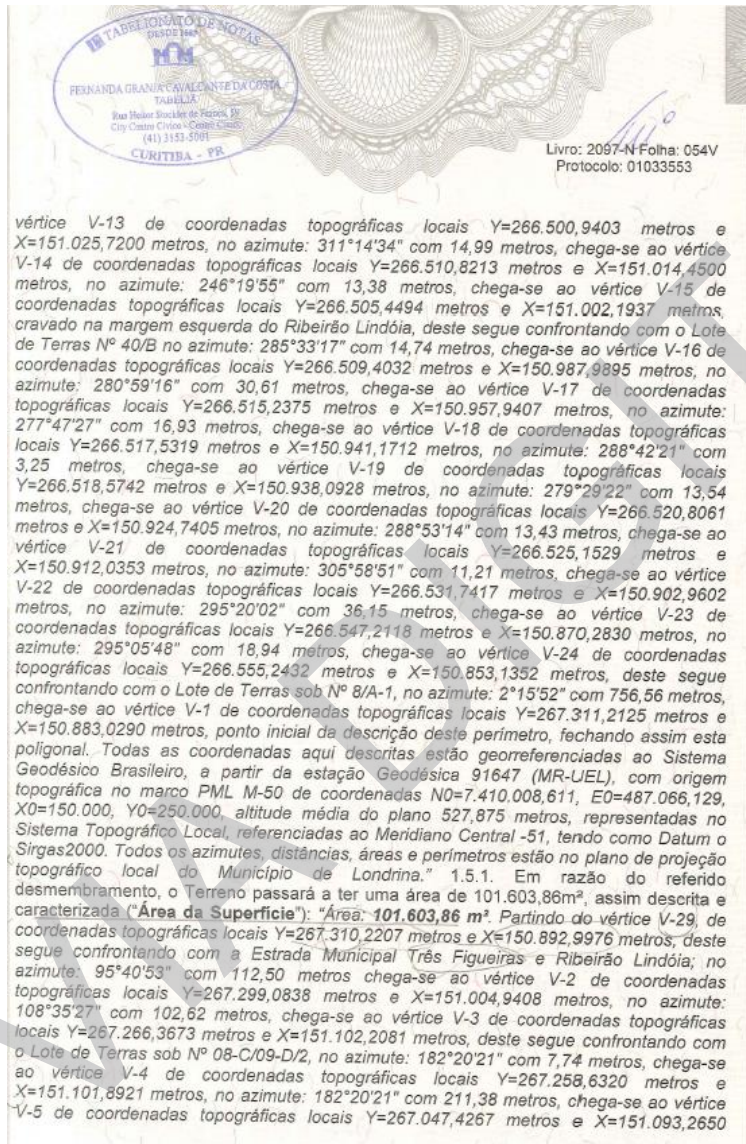 TABELIONATO DE NOTAS
DESDE
FERNANDA GRANJA CAVALCANTE DA COSTA
TABELIÃ
(41) 3153-5001
CURITIBA - PR
Livro: 2097-N Folha: 054V
Protocolo: 01033553
vértice V-13 de coordenadas topográficas locais Y=266.500,9403 metros e
X=151.025,7200 metros, no azimute: 311°14'34" com 14,99 metros, chega-se ao vértice
V-14 de coordenadas topográficas locais Y=266.510,8213 metros e X=151.014,4500
metros, no azimute: 246°19'55" com 13,38 metros, chega-se ao vértice V-15 de
coordenadas topográficas locais Y=266.505,4494 metros e X=151.002,1937 metros,
cravado na margem esquerda do Ribeirão Lindóia, deste segue confrontando com o Lote
de Terras Nº 40/B no azimute: 285°33'17" com 14,74 metros, chega-se ao vértice V-16 de
coordenadas topográficas locais Y=266.509,4032 metros e X=150.987,9895 metros, no
azimute: 280°59'16" com 30,61 metros, chega-se ao vértice V-17 de coordenadas
topográficas locais Y=266.515,2375 metros e X=150.957,9407 metros, no azimute:
277°47'27" com 16,93 metros, chega-se ao vértice V-18 de coordenadas topográficas
locais Y=266.517,5319 metros e X=150.941,1712 metros, no azimute: 288°42'21" com
3,25 metros, chega-se ao vértice V-19 de coordenadas topográficas locais
Y=266.518,5742 metros e X=150.938,0928 metros, no azimute: 279°29'22" com 13,54
metros, chega-se ao vértice V-20 de coordenadas topográficas locais Y=266.520,8061
metros e X=150.924,7405 metros, no azimute: 288°53'14" com 13,43 metros, chega-se ao
vértice V-21 de coordenadas topográficas locais Y=266.525,1529 metros e
X=150.912,0353 metros, no azimute: 305°58'51" com 11,21 metros, chega-se ao vértice
V-22 de coordenadas topográficas locais Y=266.531,7417 metros e X=150.902,9602
metros, no azimute: 295°20'02" com 36,15 metros, chega-se ao vértice V-23 de
coordenadas topográficas locais Y=266.547,2118 metros e X=150.870,2830 metros, no
azimute: 295°05'48" com 18,94 metros, chega-se ao vértice V-24 de coordenadas
topográficas locais Y=266.555,2432 metros e X=150.853,1352 metros, deste segue
confrontando com o Lote de Terras sob Nº 8/A-1, no azimute: 2°15'52" com 756,56 metros,
chega-se ao vértice V-1 de coordenadas topográficas locais Y=267.311,2125 metros e
X=150.883,0290 metros, ponto inicial da descrição deste perímetro, fechando assim esta
poligonal. Todas as coordenadas aqui descritas estão georreferenciadas ao Sistema
Geodésico Brasileiro, a partir da estação Geodésica 91647 (MR-UEL), com origem
topográfica no marco PML M-50 de coordenadas N0=7.410.008,611, E0=487.066,129,
X0=150.000, Y0=250.000, altitude média do plano 527,875 metros, representadas no
Sistema Topográfico Local, referenciadas ao Meridiano Central -51, tendo como Datum o
Sirgas2000. Todos os azimutes, distâncias, áreas e perímetros estão no plano de projeção
topográfico local do Município de Londrina." 1.5.1. Em razão do referido
desmembramento, o Terreno passará a ter uma área de 101.603,86m², assim descrita e
caracterizada ("Área da Superfície"): "Área: 101.603,86 m². Partindo do vértice V-29, de
coordenadas topográficas locais Y=267.310,2207 metros e X=150.892,9976 metros, deste
segue confrontando com a Estrada Municipal Três Figueiras e Ribeirão Lindóia; no
azimute: 95°40'53" com 112,50 metros chega-se ao vértice V-2 de coordenadas
topográficas locais Y=267.299,0838 metros e X=151.004,9408 metros, no azimute:
108°35'27" com 102,62 metros, chega-se ao vértice V-3 de coordenadas topográficas
locais Y=267.266,3673 metros e X=151.102,2081 metros, deste segue confrontando com
o Lote de Terras sob Nº 08-C/09-D/2, no azimute: 182°20'21" com 7,74 metros, chega-se
ao vértice V-4 de coordenadas topográficas locais Y=267.258,6320 metros e
X=151.101,8921 metros, no azimute: 182°20'21" com 211,38 metros, chega-se ao vértice
V-5 de coordenadas topográficas locais Y=267.047,4267 metros e X=151.093,2650
VIA DIGIT